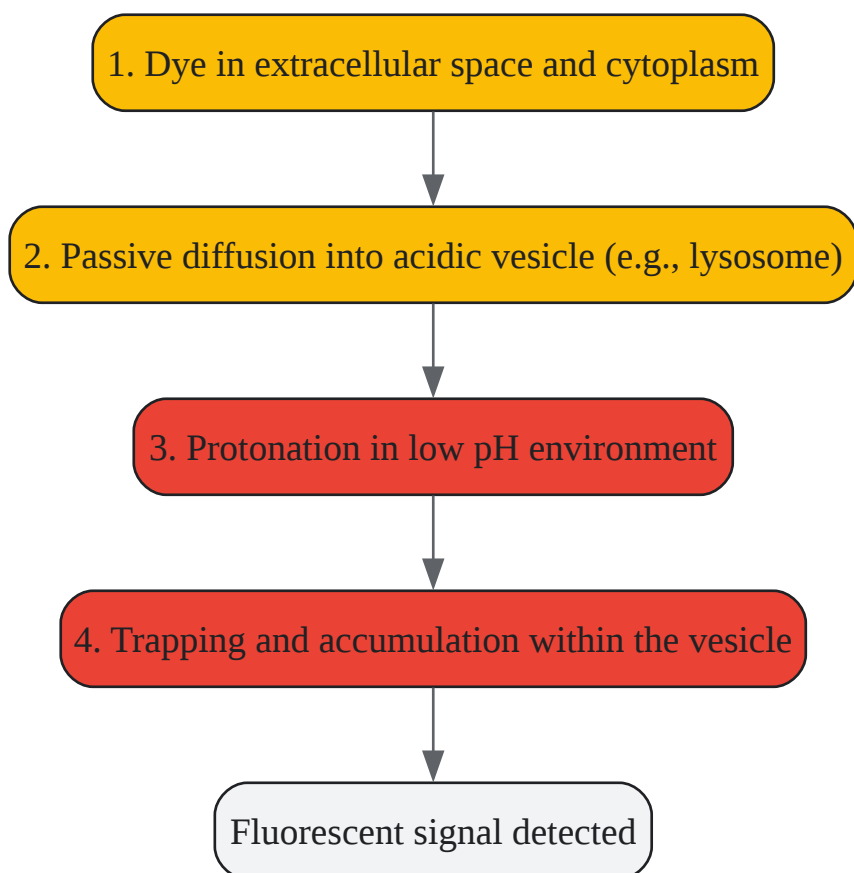 1. Dye in extracellular space and cytoplasm
2. Passive diffusion into acidic vesicle (e.g., lysosome)
3. Protonation in low pH environment
4. Trapping and accumulation within the vesicle
Fluorescent signal detected